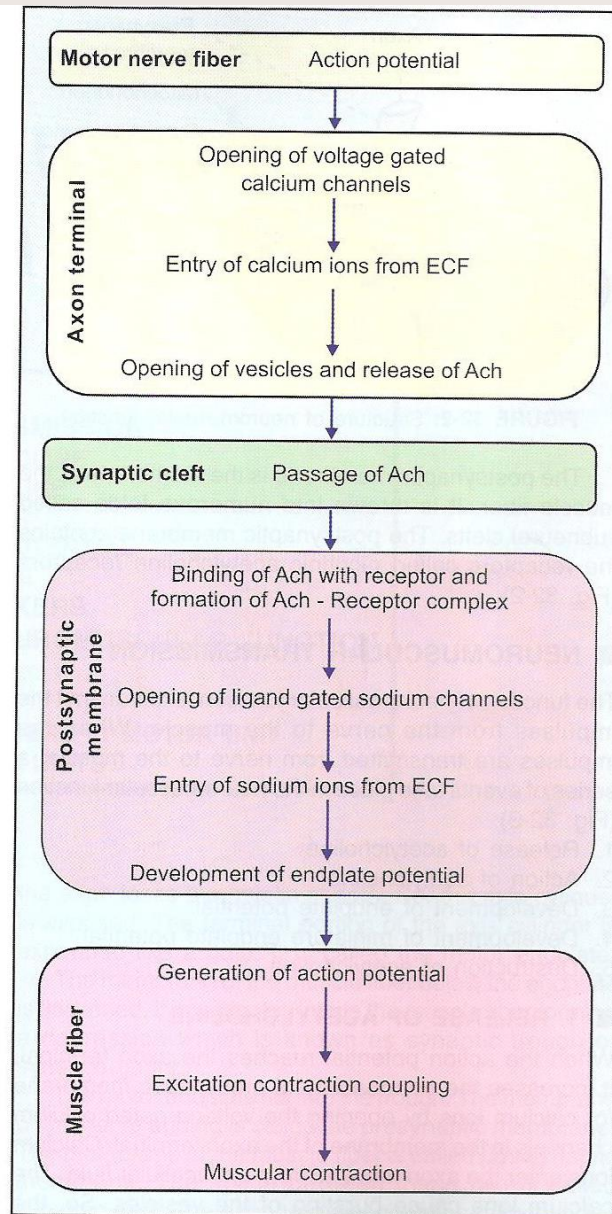 Motor nerve fiber Action potential
Axon terminal
Opening of voltage gated
calcium channels
Entry of calcium ions from ECF
Opening of vesicles and release of Ach
Synaptic cleft Passage of Ach
Postsynaptic
membrane
Binding of Ach with receptor and
formation of Ach - Receptor complex
Opening of ligand gated sodium channels
Entry of sodium ions from ECF
Development of endplate potential
Muscle fiber
Generation of action potential
Excitation contraction coupling
Muscular contraction